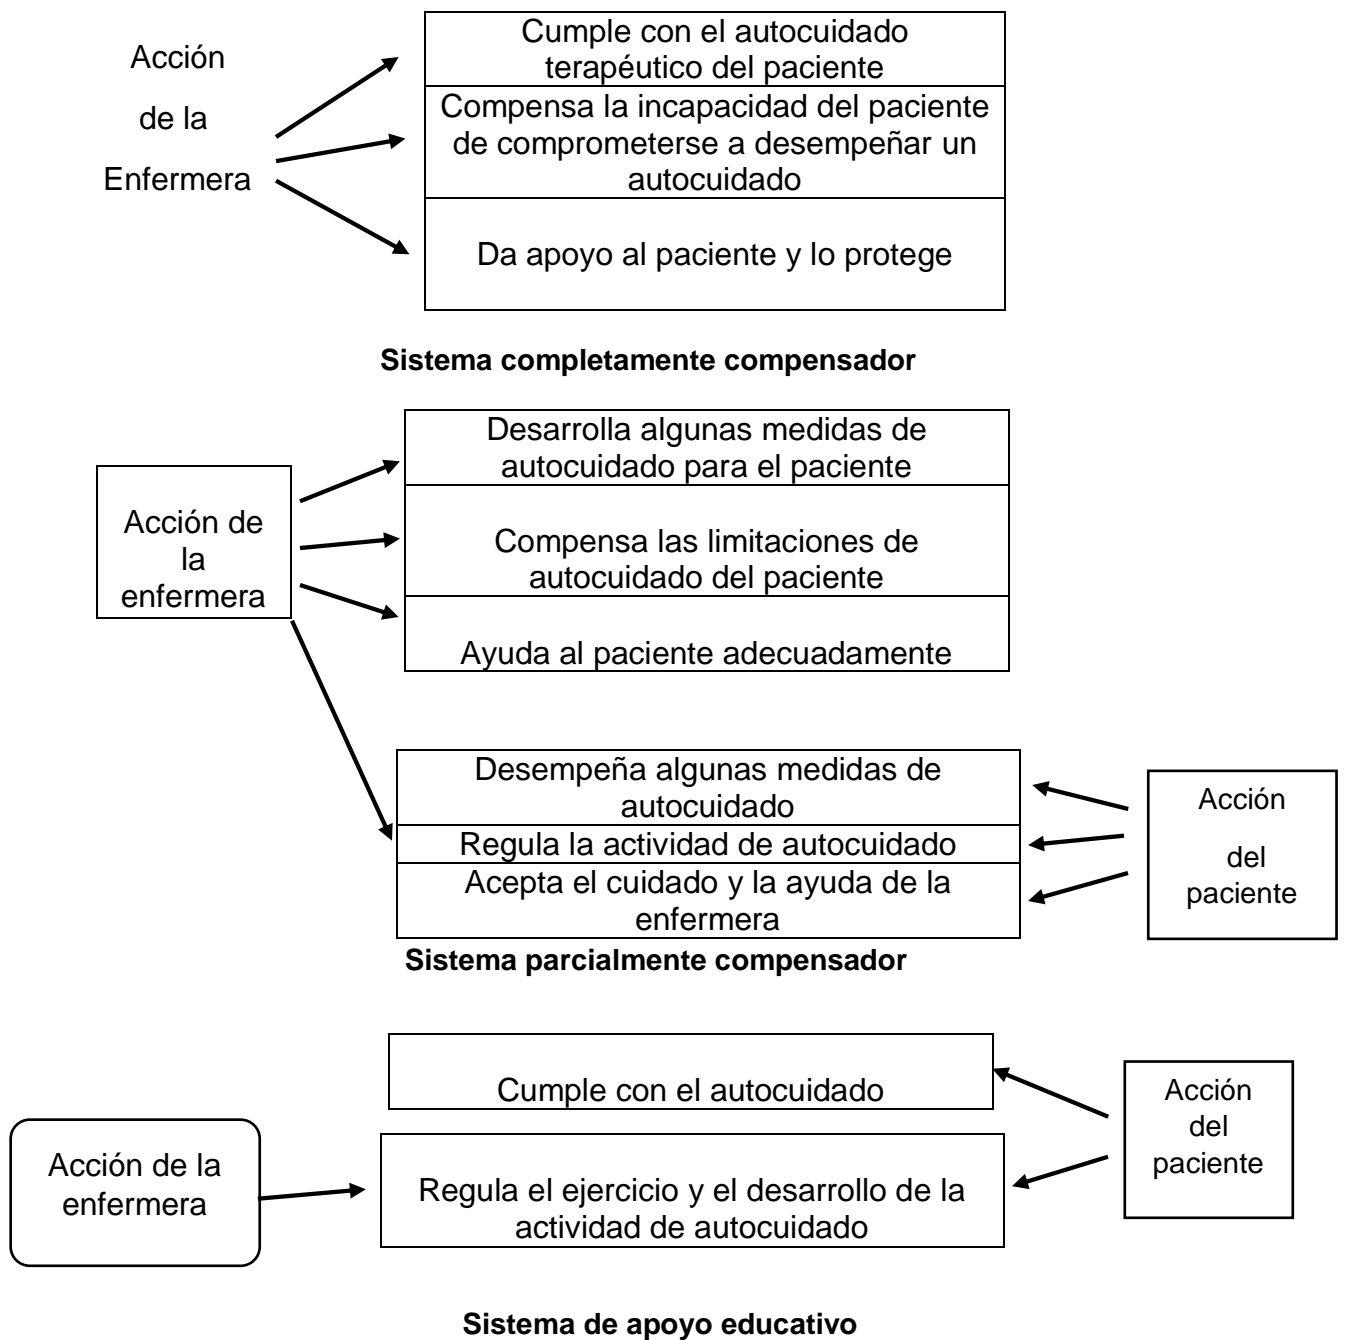 Acción
de la
Enfermera
Cumple con el autocuidado
terapéutico del paciente
Compensa la incapacidad del paciente
de comprometerse a desempeñar un
autocuidado
Da apoyo al paciente y lo protege
Sistema completamente compensador
Acción de
la
enfermera
Desarrolla algunas medidas de
autocuidado para el paciente
Compensa las limitaciones de
autocuidado del paciente
Ayuda al paciente adecuadamente
Desempeña algunas medidas de
autocuidado
Regula la actividad de autocuidado
Acepta el cuidado y la ayuda de la
enfermera
Acción
del
paciente
Sistema parcialmente compensador
Cumple con el autocuidado
Acción
del
paciente
Acción de la
enfermera
Regula el ejercicio y el desarrollo de la
actividad de autocuidado
Sistema de apoyo educativo